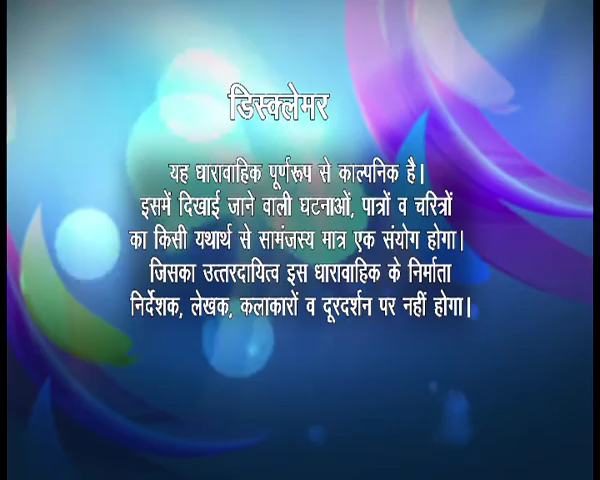 डिस्क्लेमर
यह धारावाहिक पूर्णरूप से काल्पनिक है।
इसमें दिखाई जाने वाली घटनाओं, पात्रों व चरित्रों
का किसी यथार्थ से सामंजस्य मात्र एक संयोग होगा।
जिसका उत्तरदायित्व इस धारावाहिक के निर्माता
निर्देशक, लेखक, कलाकारों व दूरदर्शन पर नहीं होगा।